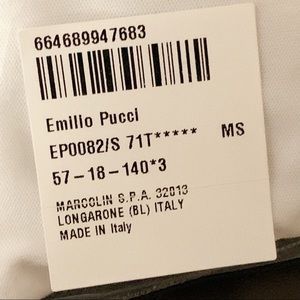 664689947683
Emilio Pucci
EP0082/S 71T***** MS
57-18-140*3
MARCOLIN S.P.A. 32013
LONGARONE (BL) ITALY
MADE IN Italy